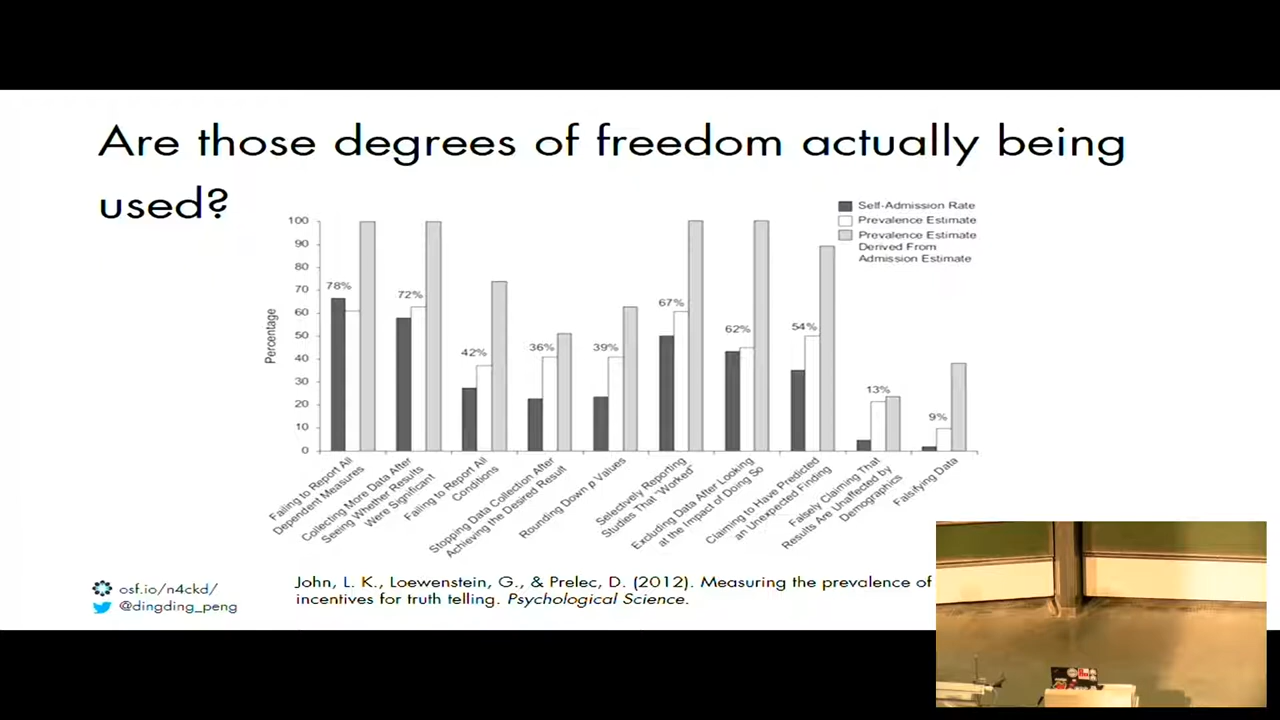 Are those degrees of freedom actually being
used?
Self-Admission Rate
Prevalence Estimate
Prevalence Estimate
Derived From
Admission Estimate
Percentage
100
90
80
70
60
50
40
30
20
10
0
78%
72%
42%
36%
39%
67%
62%
54%
13%
9%
Failing to Report All
Dependent Measures
Collecting More Data After
Seeing Whether Results
Were Significant
Failing to Report All
Conditions
Stopping Data Collection After
Achieving the Desired Result
Rounding Down p Values
Selectively Reporting
Studies That "Worked"
Excluding Data After Looking
at the Impact of Doing So
Claiming to Have Predicted
an Unexpected Finding
Falsely Claiming That
Results Are Unaffected by
Demographics
Falsifying Data
osf.io/n4ckd/
@dingding_peng
John, L. K., Loewenstein, G., & Prelec, D. (2012). Measuring the prevalence of
incentives for truth telling. Psychological Science.